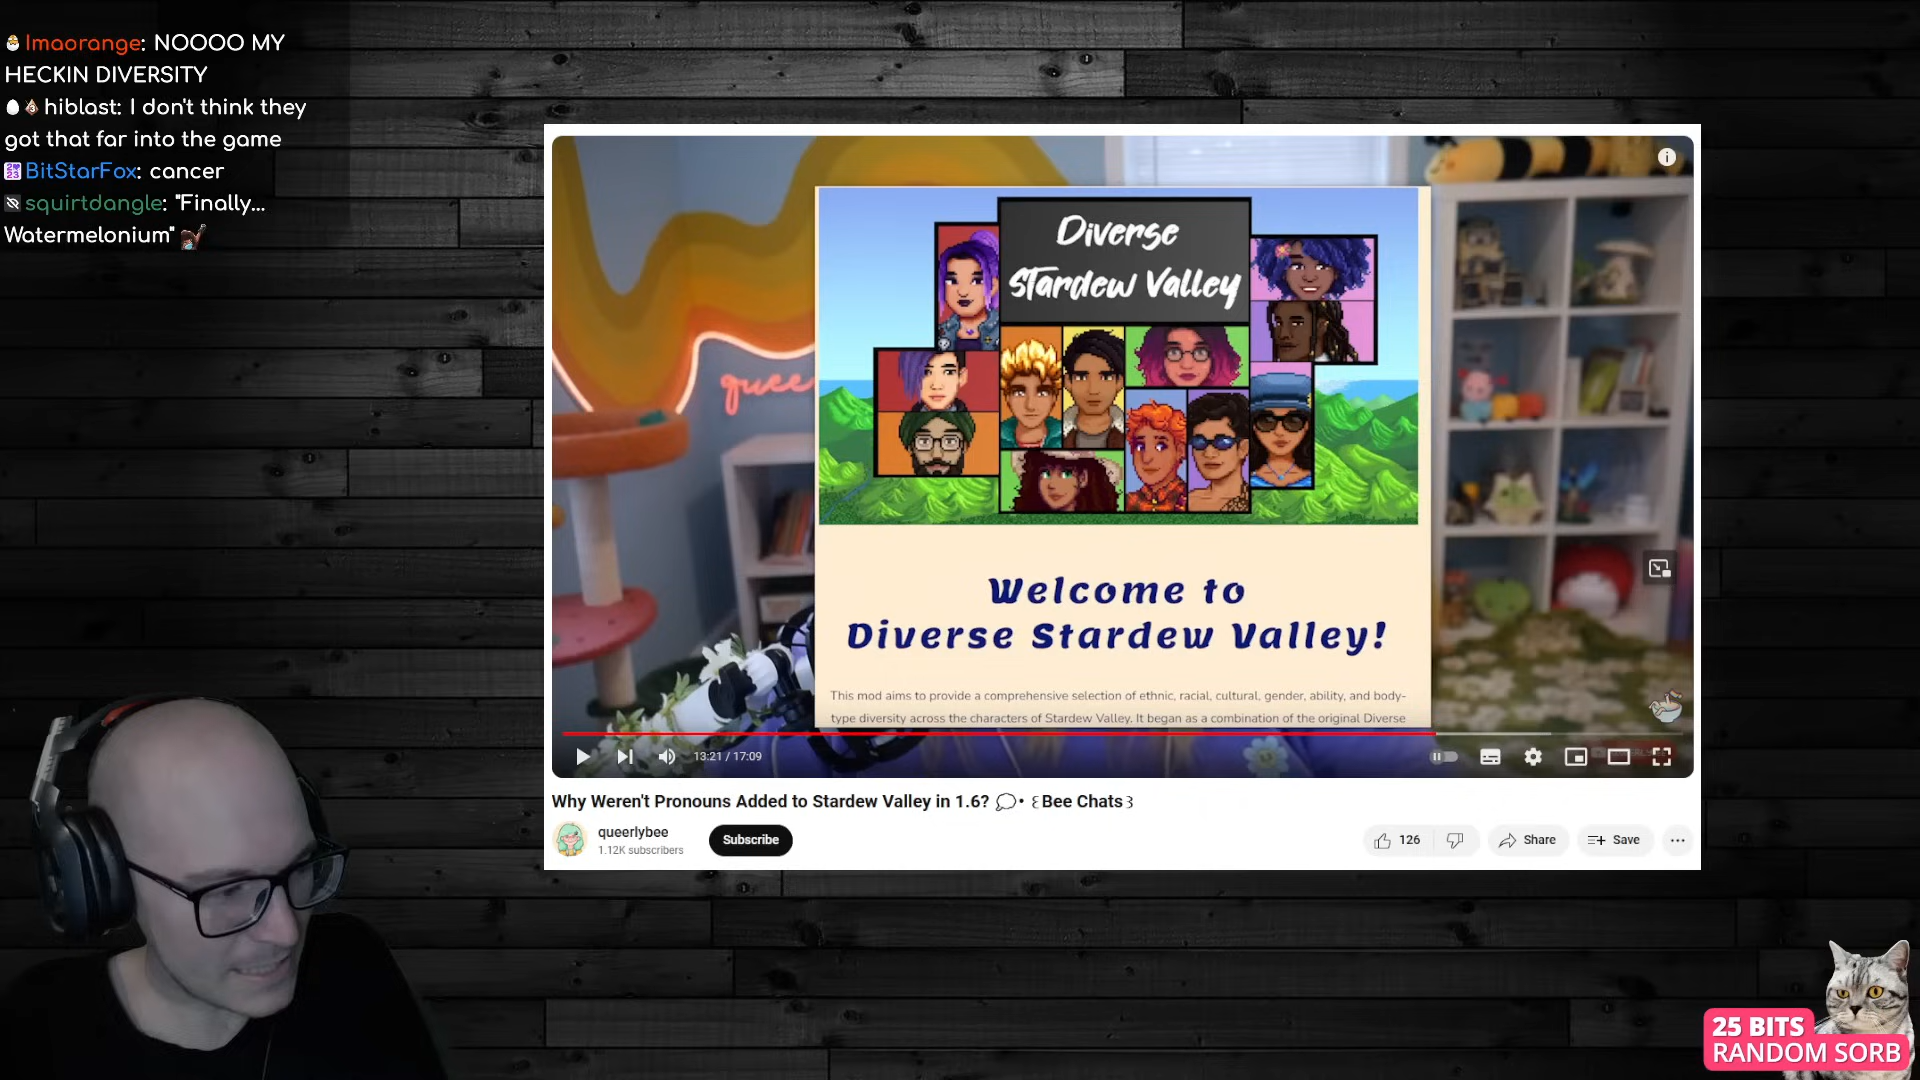 lmaorange: NOOOO MY
HECKIN DIVERSITY
hiblast: I don't think they
got that far into the game
BitStarFox: cancer
squirtdangle: "Finally...
Watermelonium"
Diverse
Stardew Valley
quee
Welcome to
Diverse Stardew Valley!
This mod aims to provide a comprehensive selection of ethnic, racial, cultural, gender, ability, and body-
type diversity across the characters of Stardew Valley. It began as a combination of the original Diverse
13:21 / 17:09
Why Weren't Pronouns Added to Stardew Valley in 1.6? 💭• ꒰Bee Chats꒱
queerlybee
1.12K subscribers
Subscribe
126
Share
Save
25 BITS
RANDOM SORB